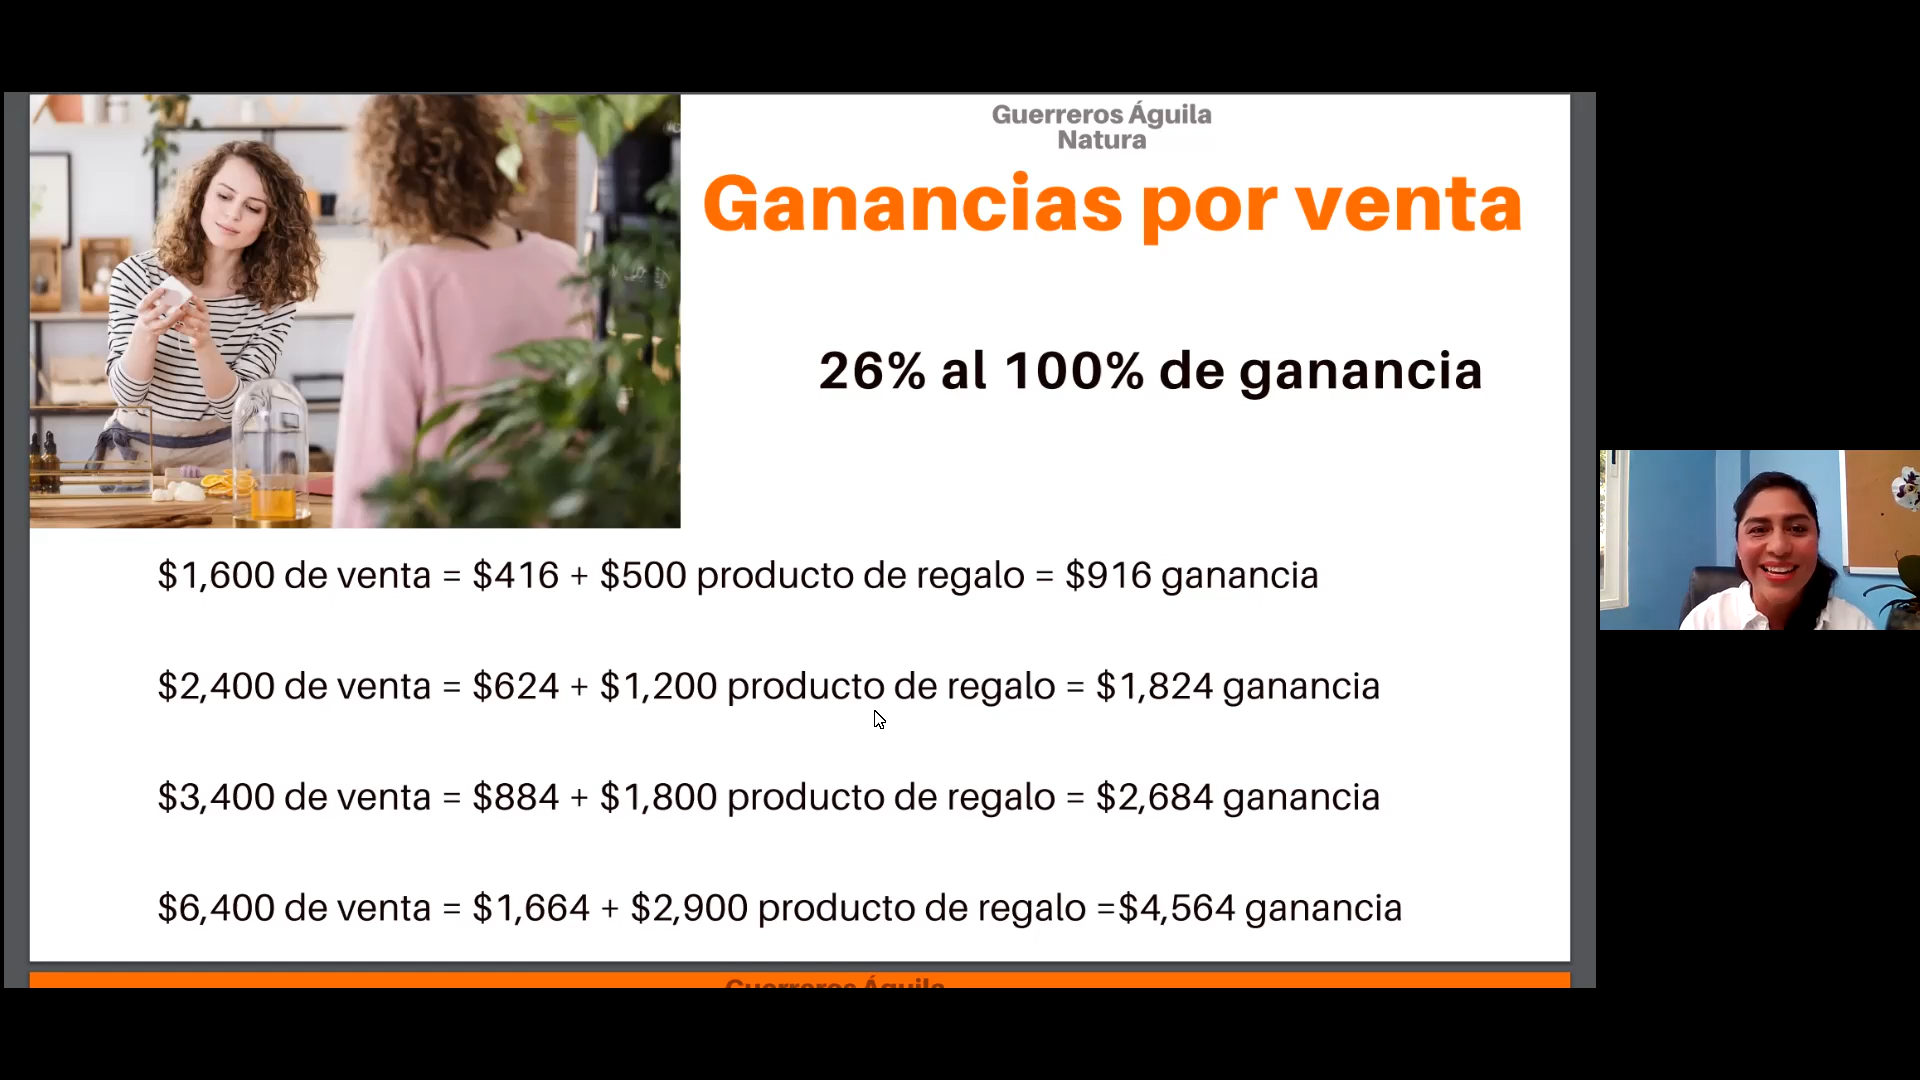 Guerreros Águila
Natura
Ganancias por venta
26% al 100% de ganancia
$1,600 de venta = $416 + $500 producto de regalo = $916 ganancia
$2,400 de venta = $624 + $1,200 producto de regalo = $1,824 ganancia
$3,400 de venta = $884 + $1,800 producto de regalo = $2,684 ganancia
$6,400 de venta = $1,664 + $2,900 producto de regalo =$4,564 ganancia
Guerreros Águila